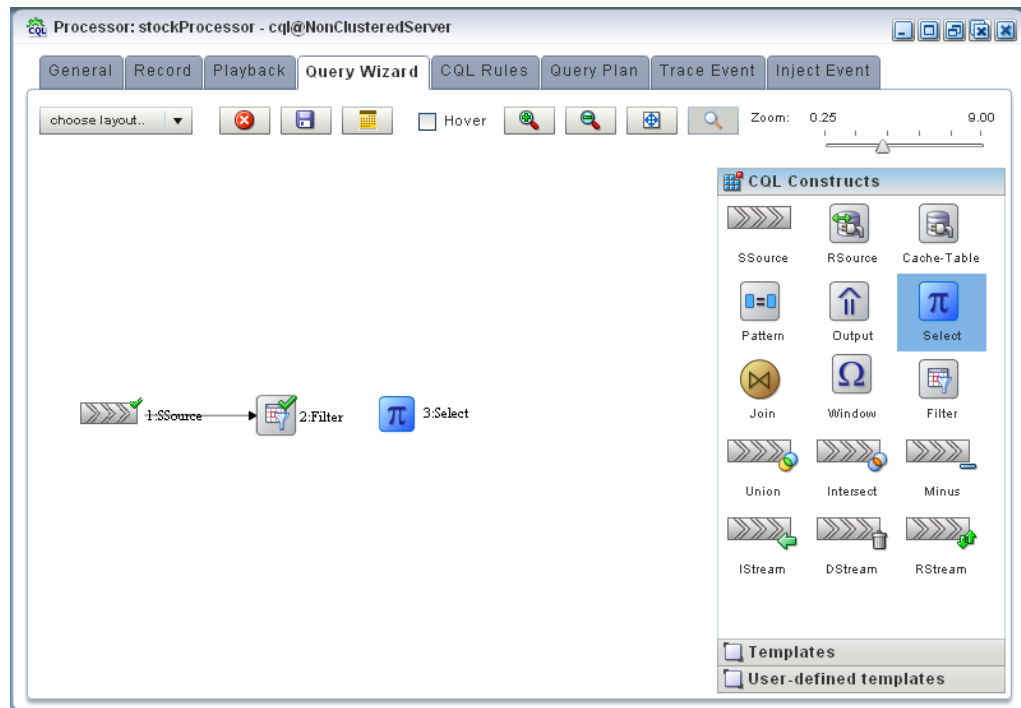 CQL Processor: stockProcessor - cql@NonClusteredServer
General Record Playback Query Wizard CQL Rules Query Plan Trace Event Inject Event
choose layout.. Hover Zoom: 0.25 9.00
CQL Constructs
SSource RSource Cache-Table
Pattern Output Select
Join Window Filter
Union Intersect Minus
IStream DStream RStream
1:SSource 2:Filter 3:Select
Templates
User-defined templates